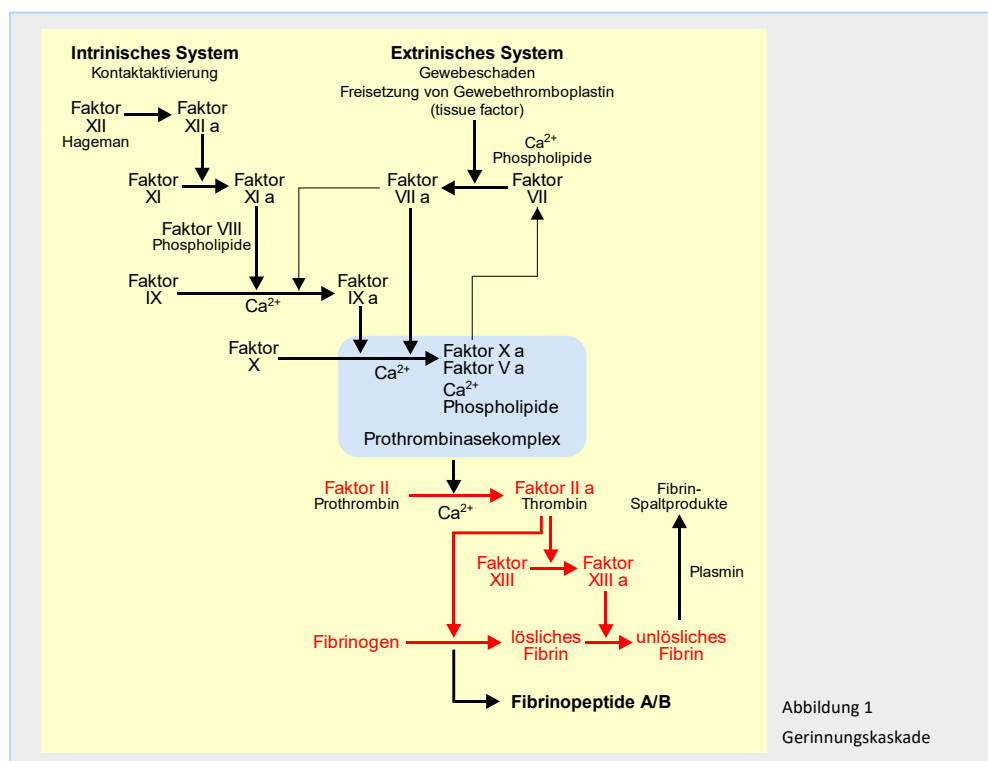 Intrinisches System
Kontaktaktivierung
Extrinisches System
Gewebeschaden
Freisetzung von Gewebethromboplastin
(tissue factor)
Faktor
XII
Hageman
Faktor
XII a
Ca²⁺
Phospholipide
Faktor
XI
Faktor
XI a
Faktor
VII a
Faktor
VII
Faktor VIII
Phospholipide
Faktor
IX
Ca²⁺
Faktor
IX a
Faktor
X
Ca²⁺
Faktor X a
Faktor V a
Ca²⁺
Phospholipide
Prothrombinasekomplex
Faktor II
Prothrombin
Ca²⁺
Faktor II a
Thrombin
Fibrin-
Spaltprodukte
Faktor
XIII
Faktor
XIII a
Plasmin
Fibrinogen
lösliches
Fibrin
unlösliches
Fibrin
Fibrinopeptide A/B
Abbildung 1
Gerinnungskaskade